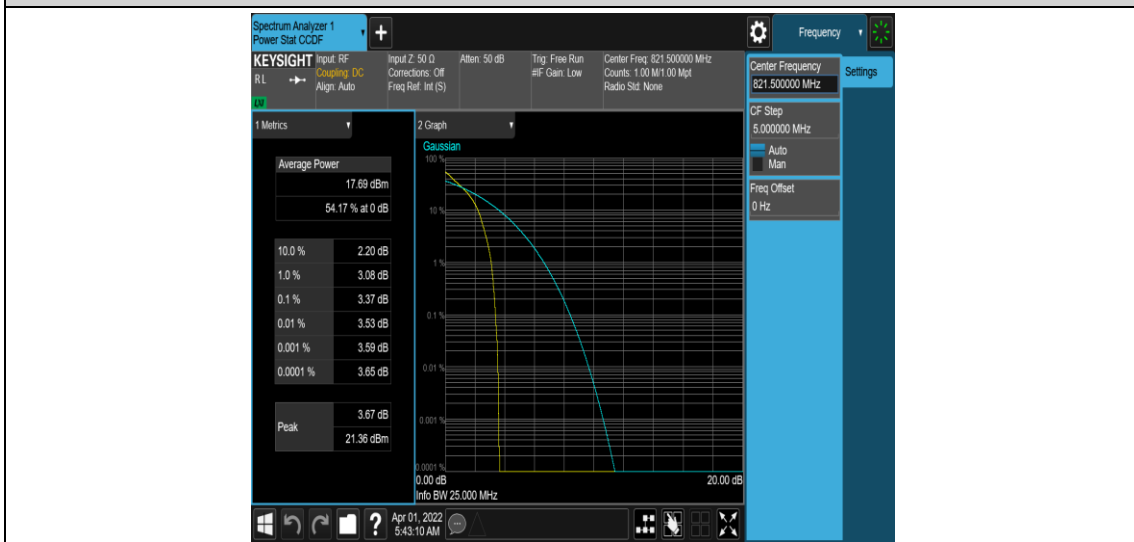 Spectrum Analyzer 1
Power Stat CCDF
Frequency
KEYSIGHT
RL
LXI
Input: RF
Coupling: DC
Align: Auto
Input Z: 50 Ω
Corrections: Off
Freq Ref: Int (S)
Atten: 50 dB
Trig: Free Run
#IF Gain: Low
Center Freq: 821.500000 MHz
Counts: 1.00 M/1.00 Mpt
Radio Std: None
Center Frequency
821.500000 MHz
Settings
CF Step
5.000000 MHz
Auto
Man
Freq Offset
0 Hz
1 Metrics
Average Power
17.69 dBm
54.17 % at 0 dB
10.0 % 2.20 dB
1.0 % 3.08 dB
0.1 % 3.37 dB
0.01 % 3.53 dB
0.001 % 3.59 dB
0.0001 % 3.65 dB
Peak
3.67 dB
21.36 dBm
2 Graph
Gaussian
100 %
10 %
1 %
0.1 %
0.01 %
0.001 %
0.0001 %
0.00 dB 20.00 dB
Info BW 25.000 MHz
?
Apr 01, 2022
5:43:10 AM